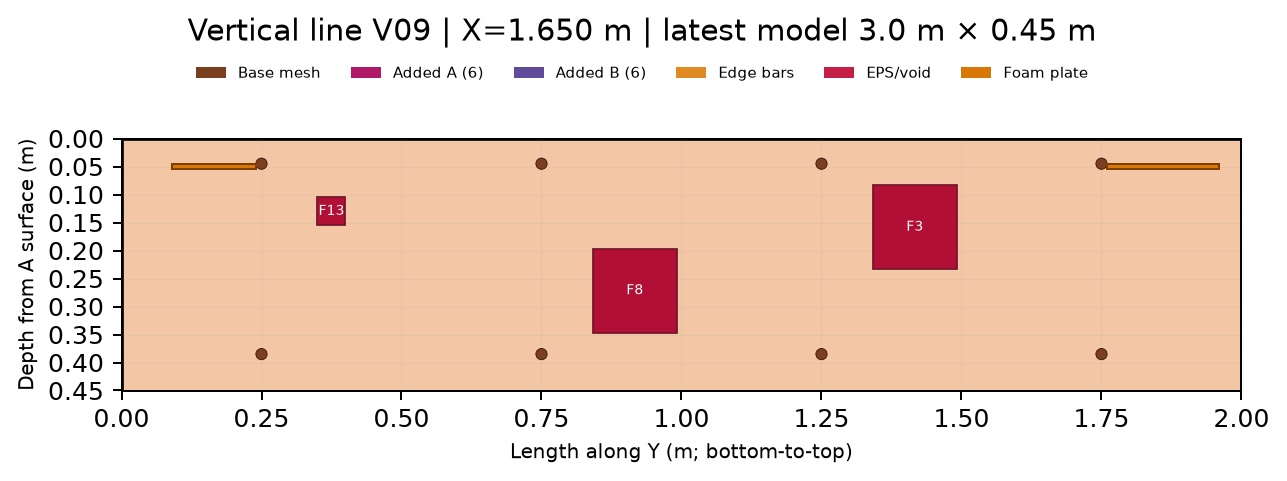 Vertical line V09 | X=1.650 m | latest model 3.0 m × 0.45 m
Base mesh Added A (6) Added B (6) Edge bars EPS/void Foam plate
Depth from A surface (m)
0.00
0.05
0.10
0.15
0.20
0.25
0.30
0.35
0.40
0.45
F13
F3
F8
0.00 0.25 0.50 0.75 1.00 1.25 1.50 1.75 2.00
Length along Y (m; bottom-to-top)